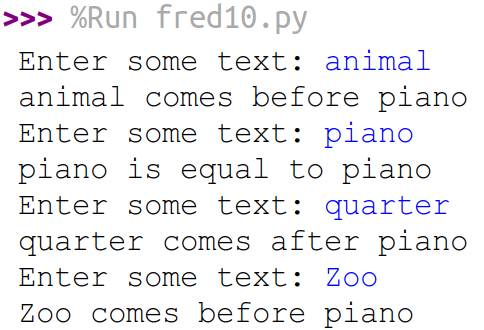 >>> %Run fred10.py
Enter some text: animal
animal comes before piano
Enter some text: piano
piano is equal to piano
Enter some text: quarter
quarter comes after piano
Enter some text: Zoo
Zoo comes before piano